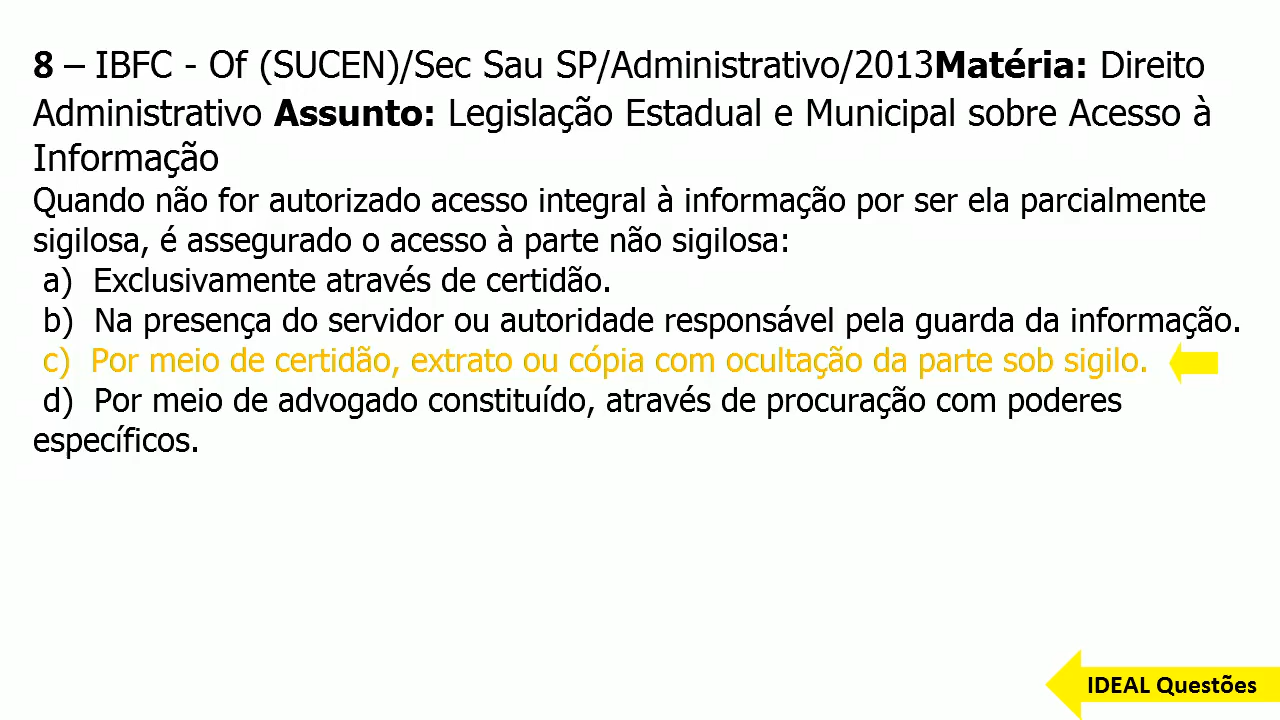 8 – IBFC - Of (SUCEN)/Sec Sau SP/Administrativo/2013Matéria: Direito
Administrativo Assunto: Legislação Estadual e Municipal sobre Acesso à
Informação
Quando não for autorizado acesso integral à informação por ser ela parcialmente
sigilosa, é assegurado o acesso à parte não sigilosa:
a) Exclusivamente através de certidão.
b) Na presença do servidor ou autoridade responsável pela guarda da informação.
c) Por meio de certidão, extrato ou cópia com ocultação da parte sob sigilo.
d) Por meio de advogado constituído, através de procuração com poderes
específicos.
IDEAL Questões